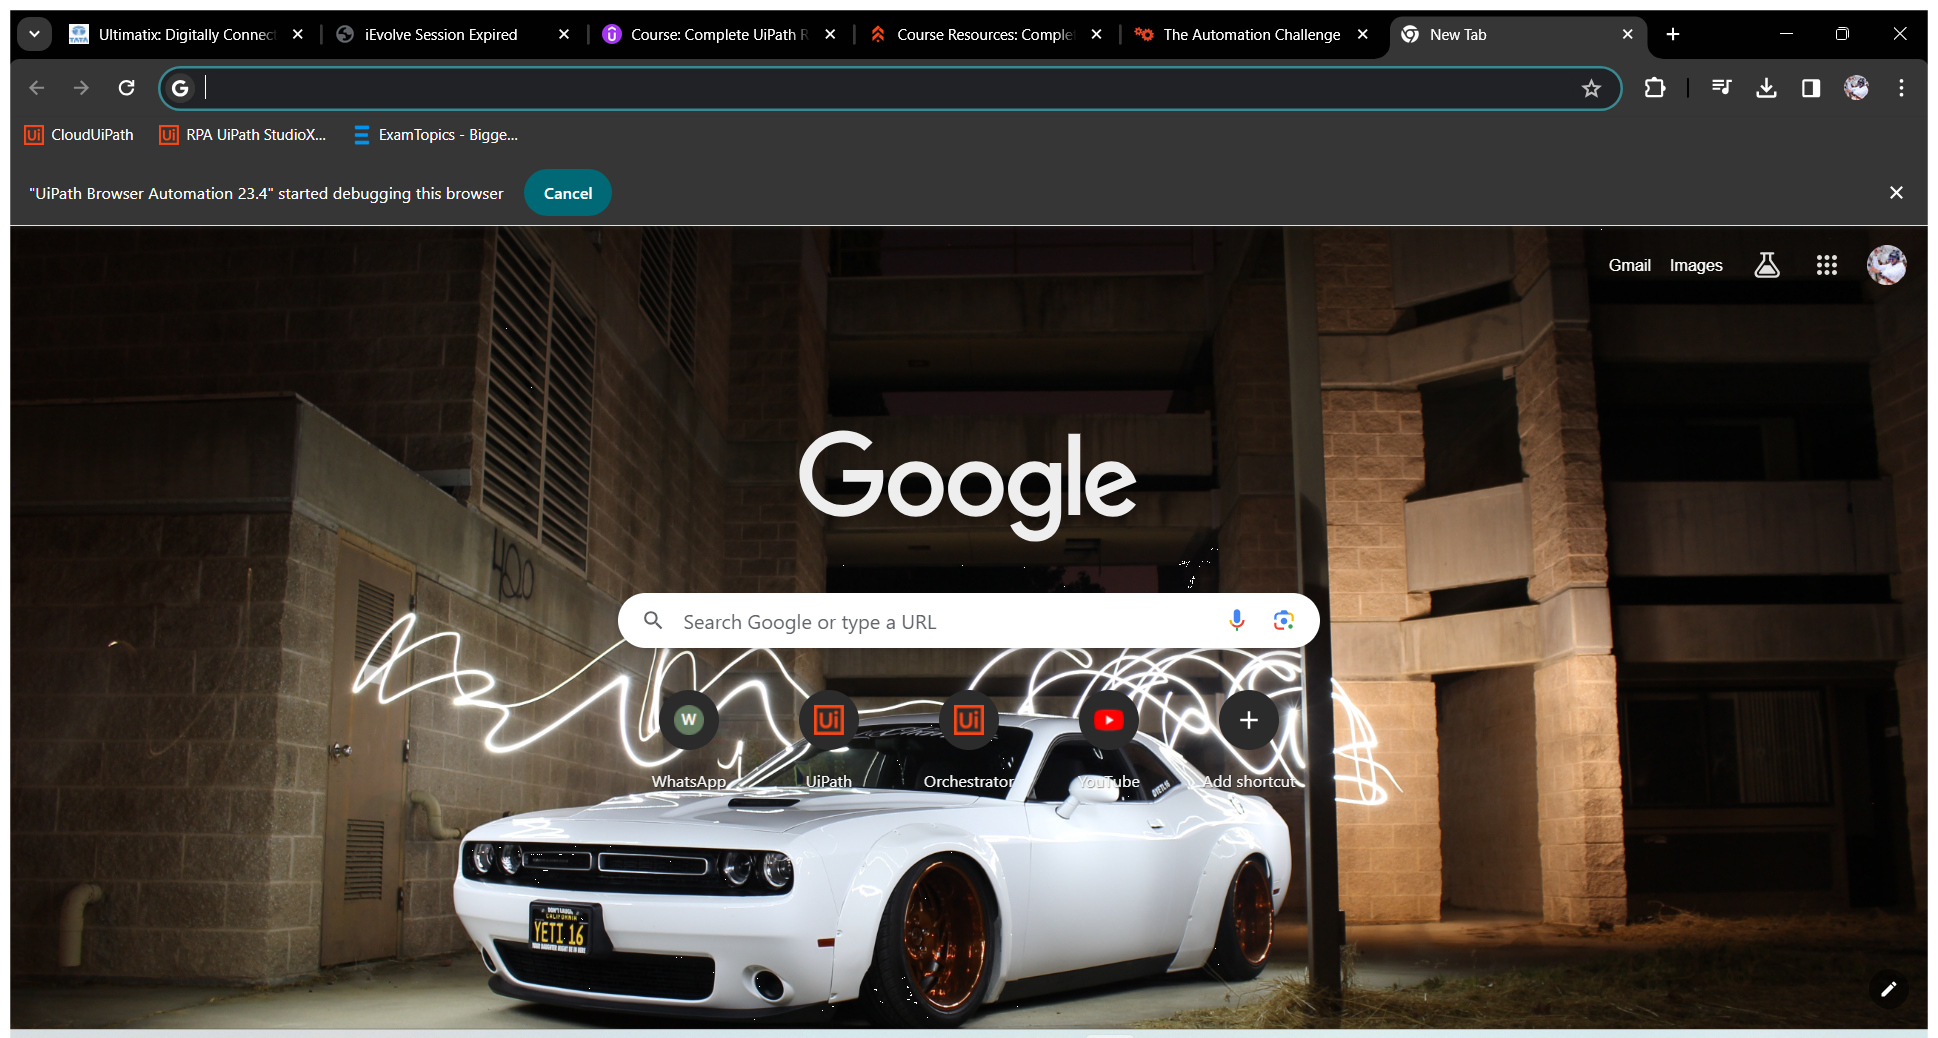 Ultimatix: Digitally Connect
iEvolve Session Expired
Course: Complete UiPath R
Course Resources: Complet
The Automation Challenge
New Tab
CloudUiPath
RPA UiPath StudioX...
ExamTopics - Bigge...
"UiPath Browser Automation 23.4" started debugging this browser
Cancel
Gmail
Images
Google
Search Google or type a URL
WhatsApp
UiPath
Orchestrator
YouTube
Add shortcut
CALIFORNIA
YETI 16